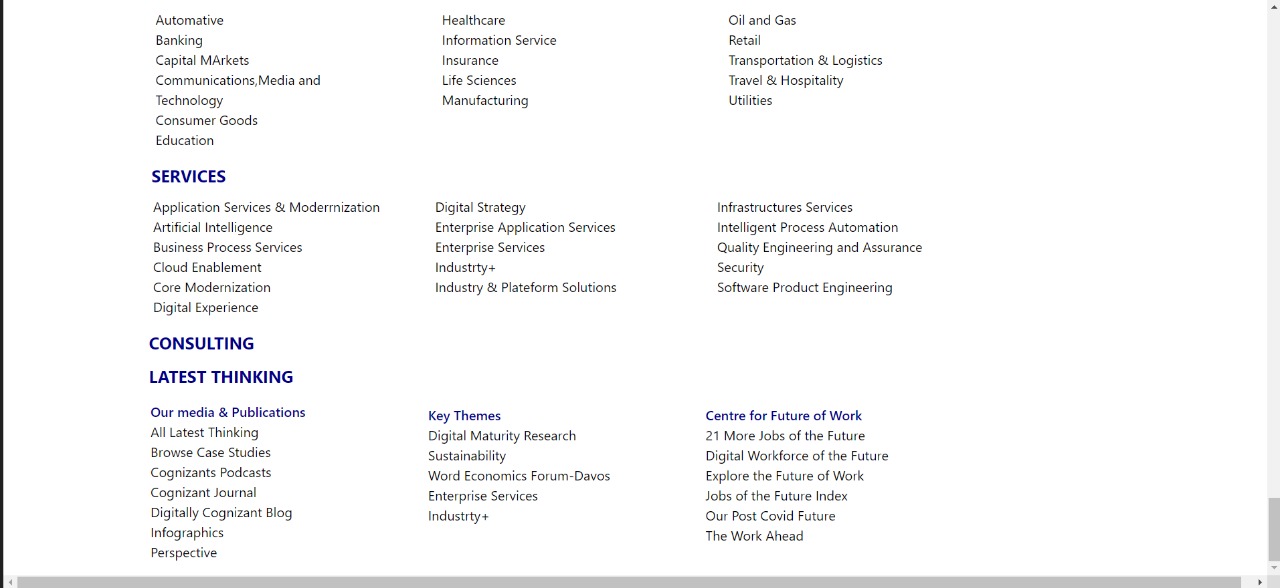 Automotive
Banking
Capital MArkets
Communications,Media and
Technology
Consumer Goods
Education
Healthcare
Information Service
Insurance
Life Sciences
Manufacturing
Oil and Gas
Retail
Transportation & Logistics
Travel & Hospitality
Utilities
SERVICES
Application Services & Moderrnization
Artificial Intelligence
Business Process Services
Cloud Enablement
Core Modernization
Digital Experience
Digital Strategy
Enterprise Application Services
Enterprise Services
Industrty+
Industry & Plateform Solutions
Infrastructures Services
Intelligent Process Automation
Quality Engineering and Assurance
Security
Software Product Engineering
CONSULTING
LATEST THINKING
Our media & Publications
All Latest Thinking
Browse Case Studies
Cognizants Podcasts
Cognizant Journal
Digitally Cognizant Blog
Infographics
Perspective
Key Themes
Digital Maturity Research
Sustainability
Word Economics Forum-Davos
Enterprise Services
Industrty+
Centre for Future of Work
21 More Jobs of the Future
Digital Workforce of the Future
Explore the Future of Work
Jobs of the Future Index
Our Post Covid Future
The Work Ahead